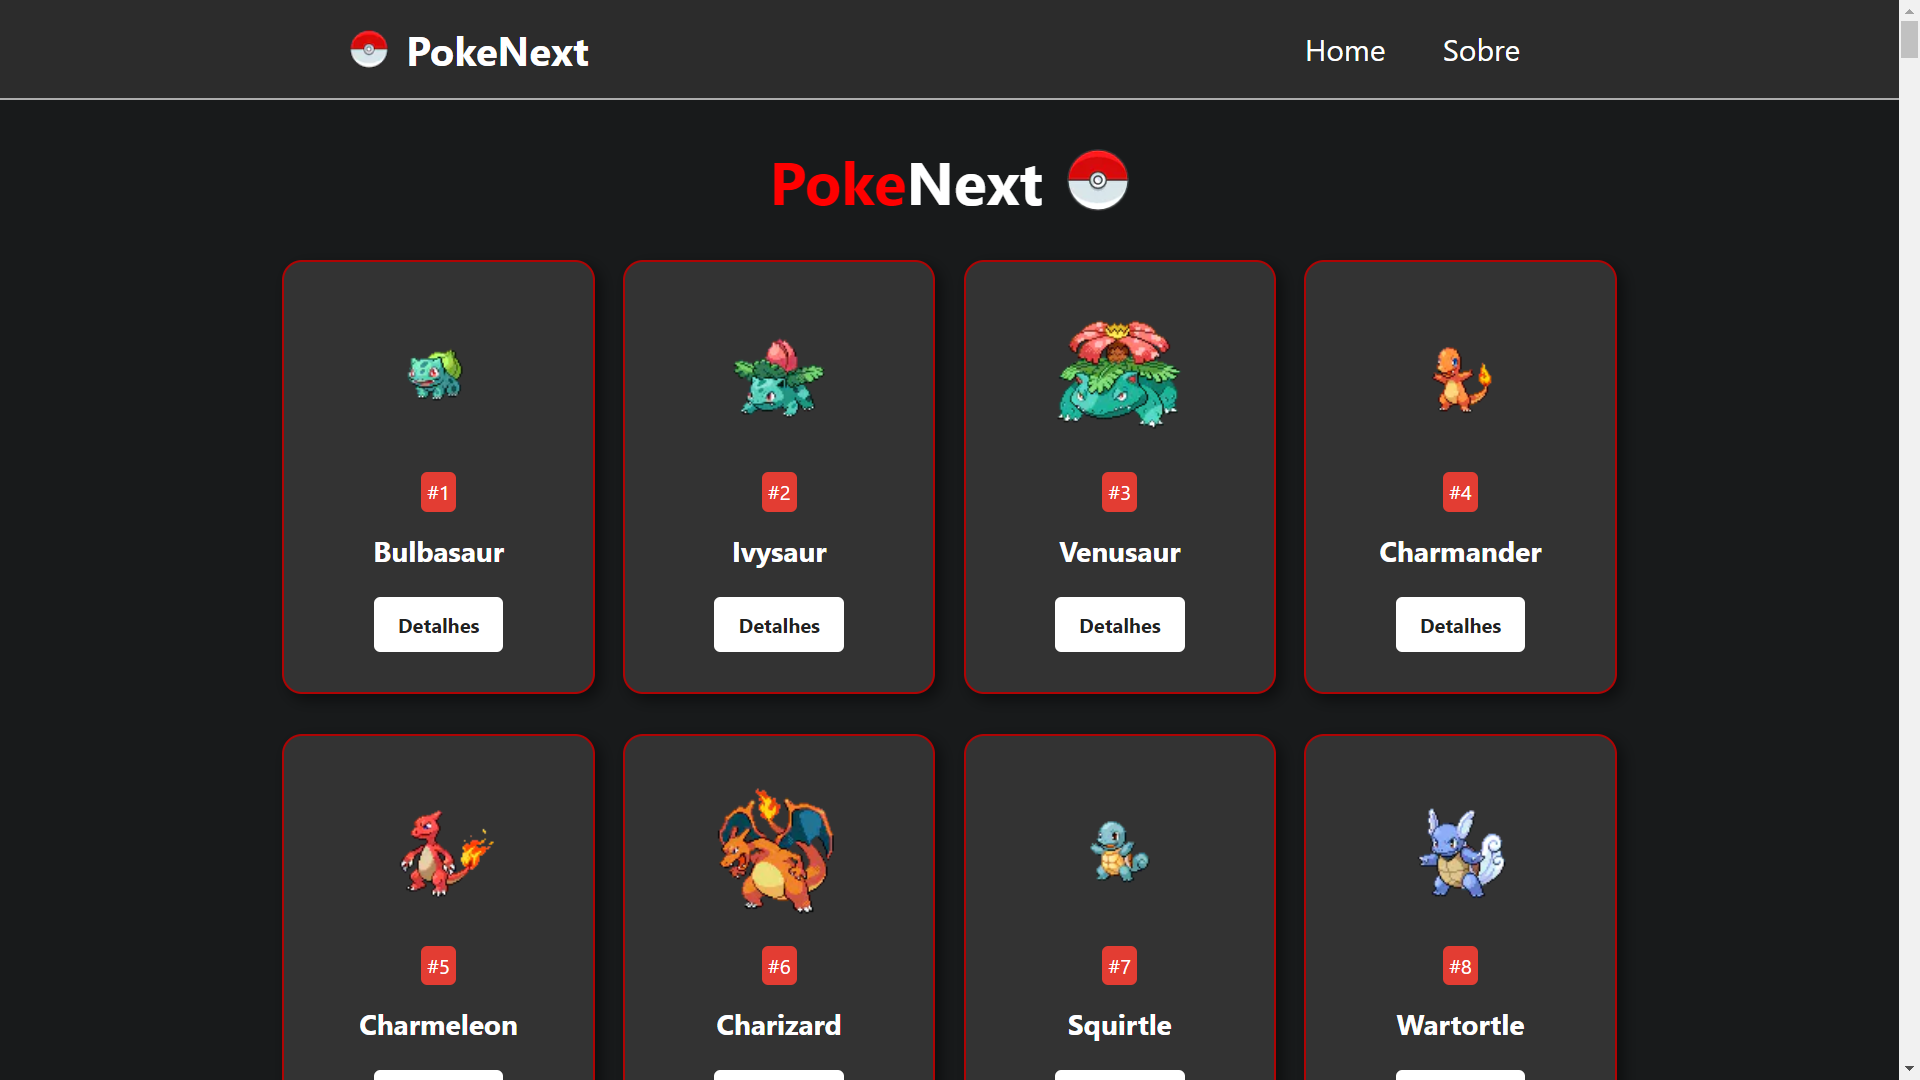 PokeNext
Home Sobre
PokeNext
#1 #2 #3 #4
Bulbasaur Ivysaur Venusaur Charmander
Detalhes Detalhes Detalhes Detalhes
#5 #6 #7 #8
Charmeleon Charizard Squirtle Wartortle